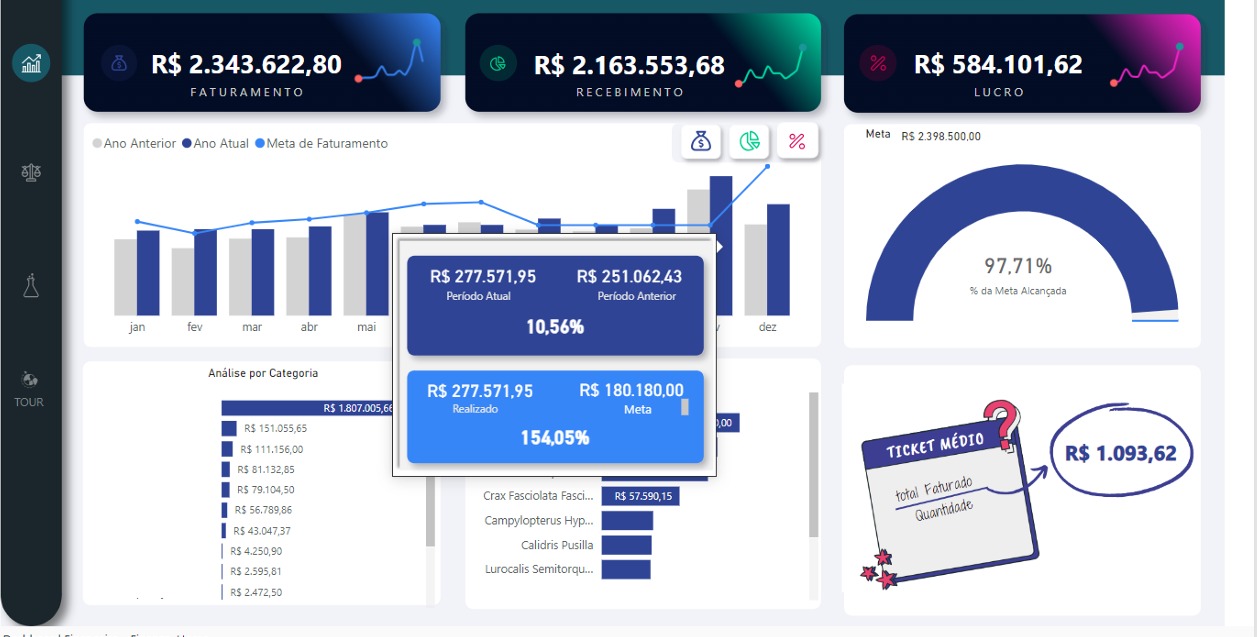 R$ 2.343.622,80
FATURAMENTO
R$ 2.163.553,68
RECEBIMENTO
R$ 584.101,62
LUCRO
Ano Anterior Ano Atual Meta de Faturamento
jan fev mar abr mai dez
R$ 277.571,95 R$ 251.062,43
Período Atual Período Anterior
10,56%
R$ 277.571,95 R$ 180.180,00
Realizado Meta
154,05%
Meta R$ 2.398.500,00
97,71%
% da Meta Alcançada
Análise por Categoria
R$ 1.807.005,66
R$ 151.055,65
R$ 111.156,00
R$ 81.132,85
R$ 79.104,50
R$ 56.789,86
R$ 43.047,37
R$ 4.250,90
R$ 2.595,81
R$ 2.472,50
Crax Fasciolata Fasci... R$ 57.590,15
Campylopterus Hyp...
Calidris Pusilla
Lurocalis Semitorqu...
TICKET MÉDIO
total Faturado
Quantidade
R$ 1.093,62
TOUR